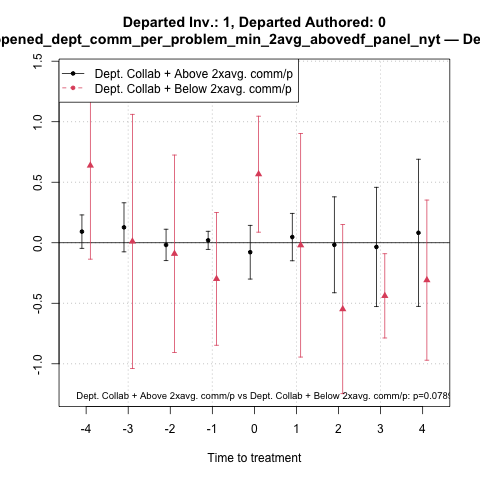 Departed Inv.: 1, Departed Authored: 0
opened_dept_comm_per_problem_min_2avg_abovedf_panel_nyt — De
Dept. Collab + Above 2xavg. comm/p
Dept. Collab + Below 2xavg. comm/p
1.5
1.0
0.5
0.0
-0.5
-1.0
Dept. Collab + Above 2xavg. comm/p vs Dept. Collab + Below 2xavg. comm/p: p=0.078
-4 -3 -2 -1 0 1 2 3 4
Time to treatment